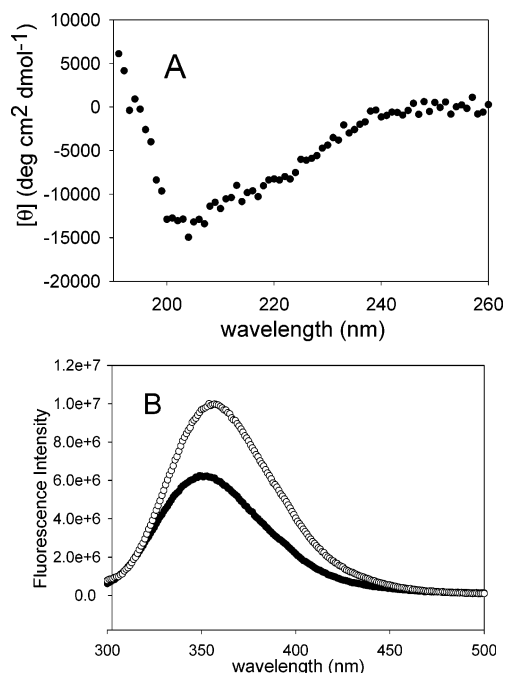 10000
5000
0
-5000
-10000
-15000
-20000
[θ] (deg cm2 dmol-1)
A
200 220 240 260
wavelength (nm)
1.2e+7
1.0e+7
8.0e+6
6.0e+6
4.0e+6
2.0e+6
0.0
Fluorescence Intensity
B
300 350 400 450 500
wavelength (nm)